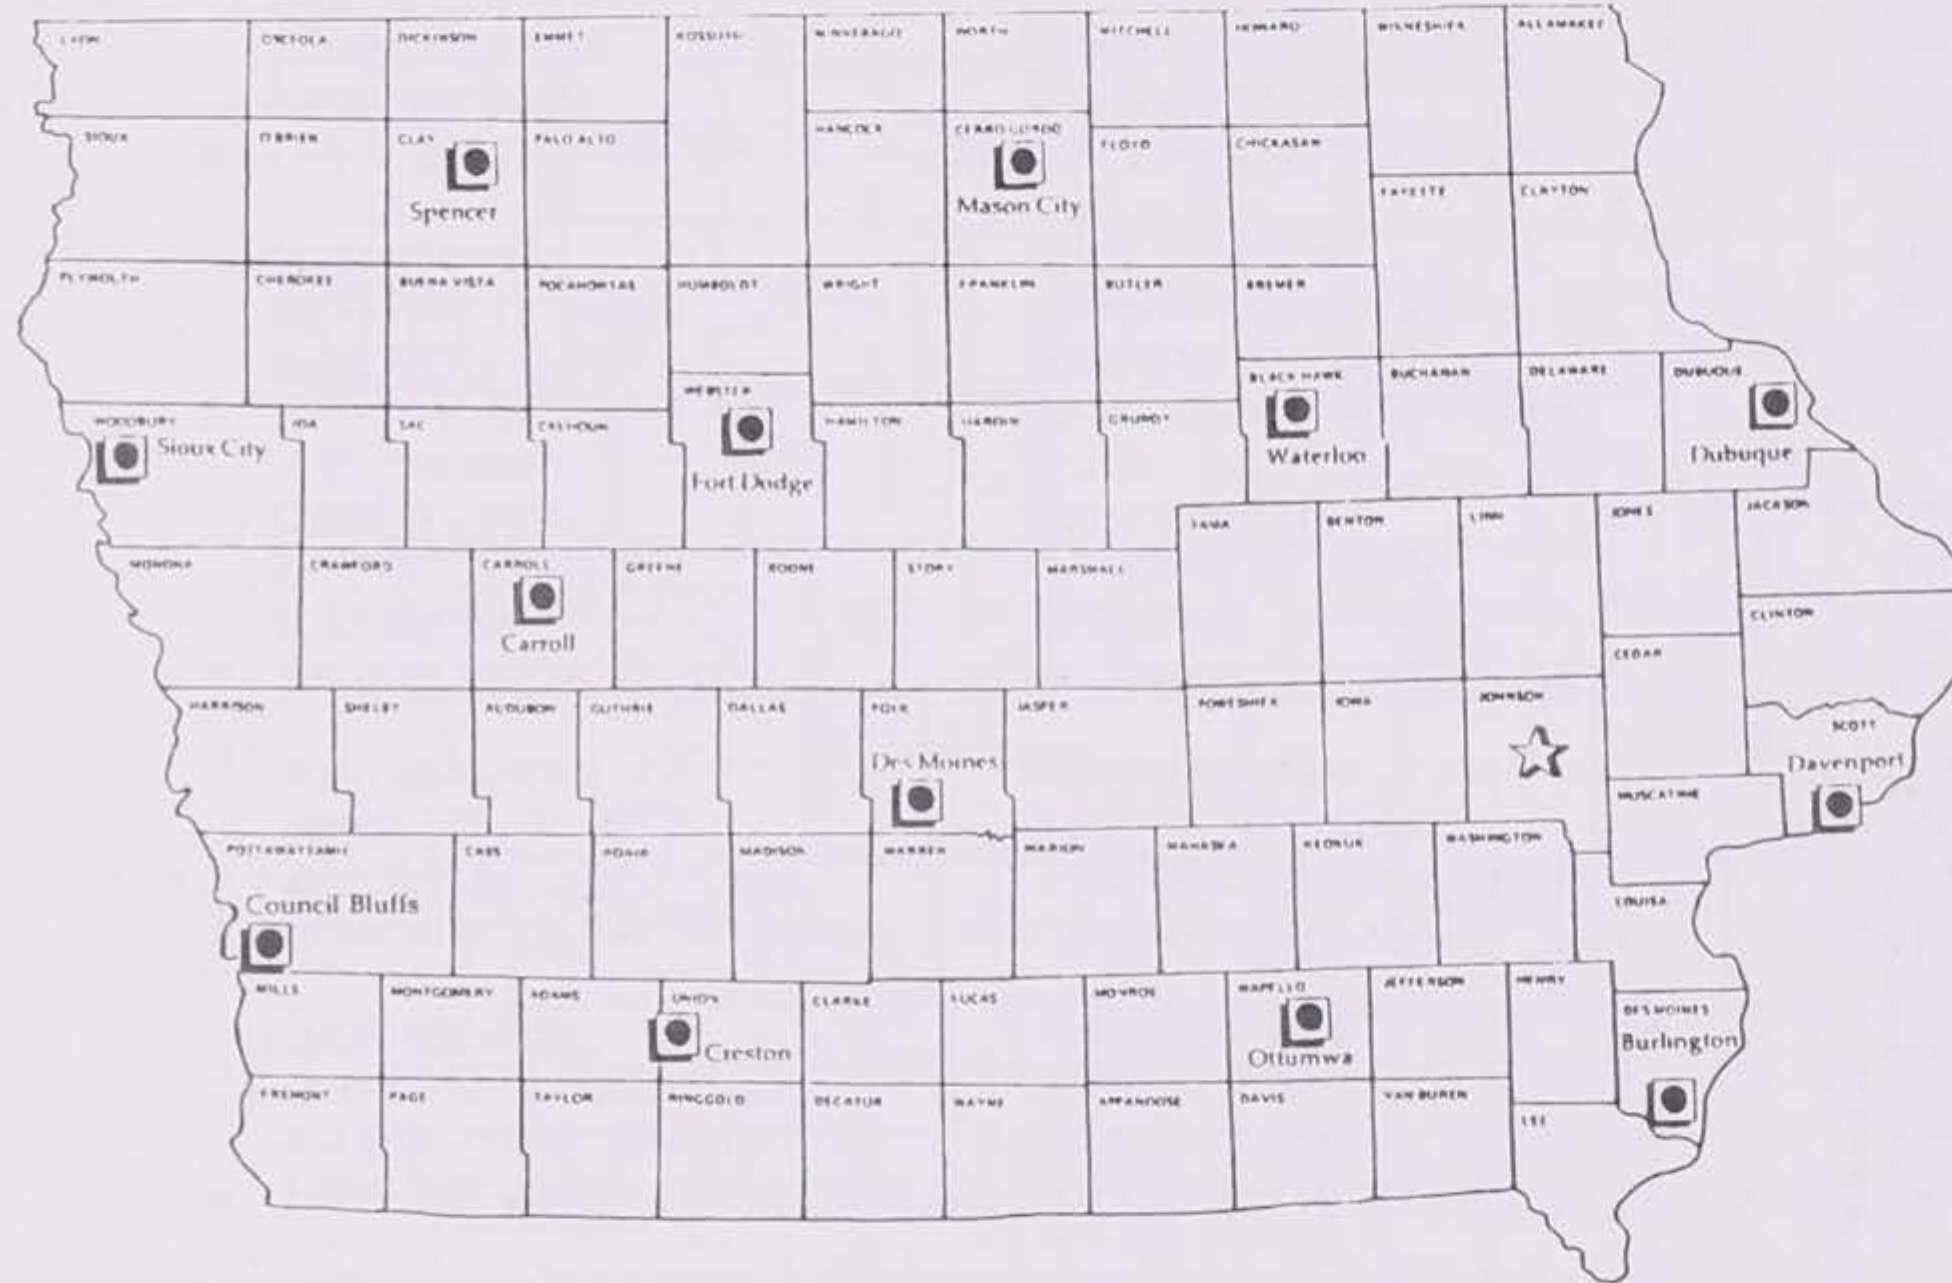 LYON OSCEOLA DICKINSON EMMET KOSSUTH WINNEBAGO WORTH MITCHELL HOWARD WINNESHIEK ALLAMAKEE
SIOUX O'BRIEN CLAY PALO ALTO HANCOCK CERRO GORDO FLOYD CHICKASAW
Spencer Mason City
FAYETTE CLAYTON
PLYMOUTH CHEROKEE BUENA VISTA POCAHONTAS HUMBOLDT WRIGHT FRANKLIN BUTLER BREMER
WEBSTER BLACK HAWK BUCHANAN DELAWARE DUBUQUE
WOODBURY IDA SAC CALHOUN HAMILTON HARDIN GRUNDY
Sioux City Fort Dodge Waterloo Dubuque
TAMA BENTON LINN JONES JACKSON
MONONA CRAWFORD CARROLL GREENE BOONE STORY MARSHALL
Carroll
CLINTON
CEDAR
HARRISON SHELBY AUDUBON GUTHRIE DALLAS POLK JASPER POWESHIEK IOWA JOHNSON
SCOTT
Des Moines Davenport
MUSCATINE
POTTAWATTAMIE CASS ADAIR MADISON WARREN MARION MAHASKA KEOKUK WASHINGTON
Council Bluffs
LOUISA
MILLS MONTGOMERY ADAMS UNION CLARKE LUCAS MONROE WAPELLO JEFFERSON HENRY
DES MOINES
Creston Ottumwa Burlington
FREMONT PAGE TAYLOR RINGGOLD DECATUR WAYNE APPANOOSE DAVIS VAN BUREN
LEE